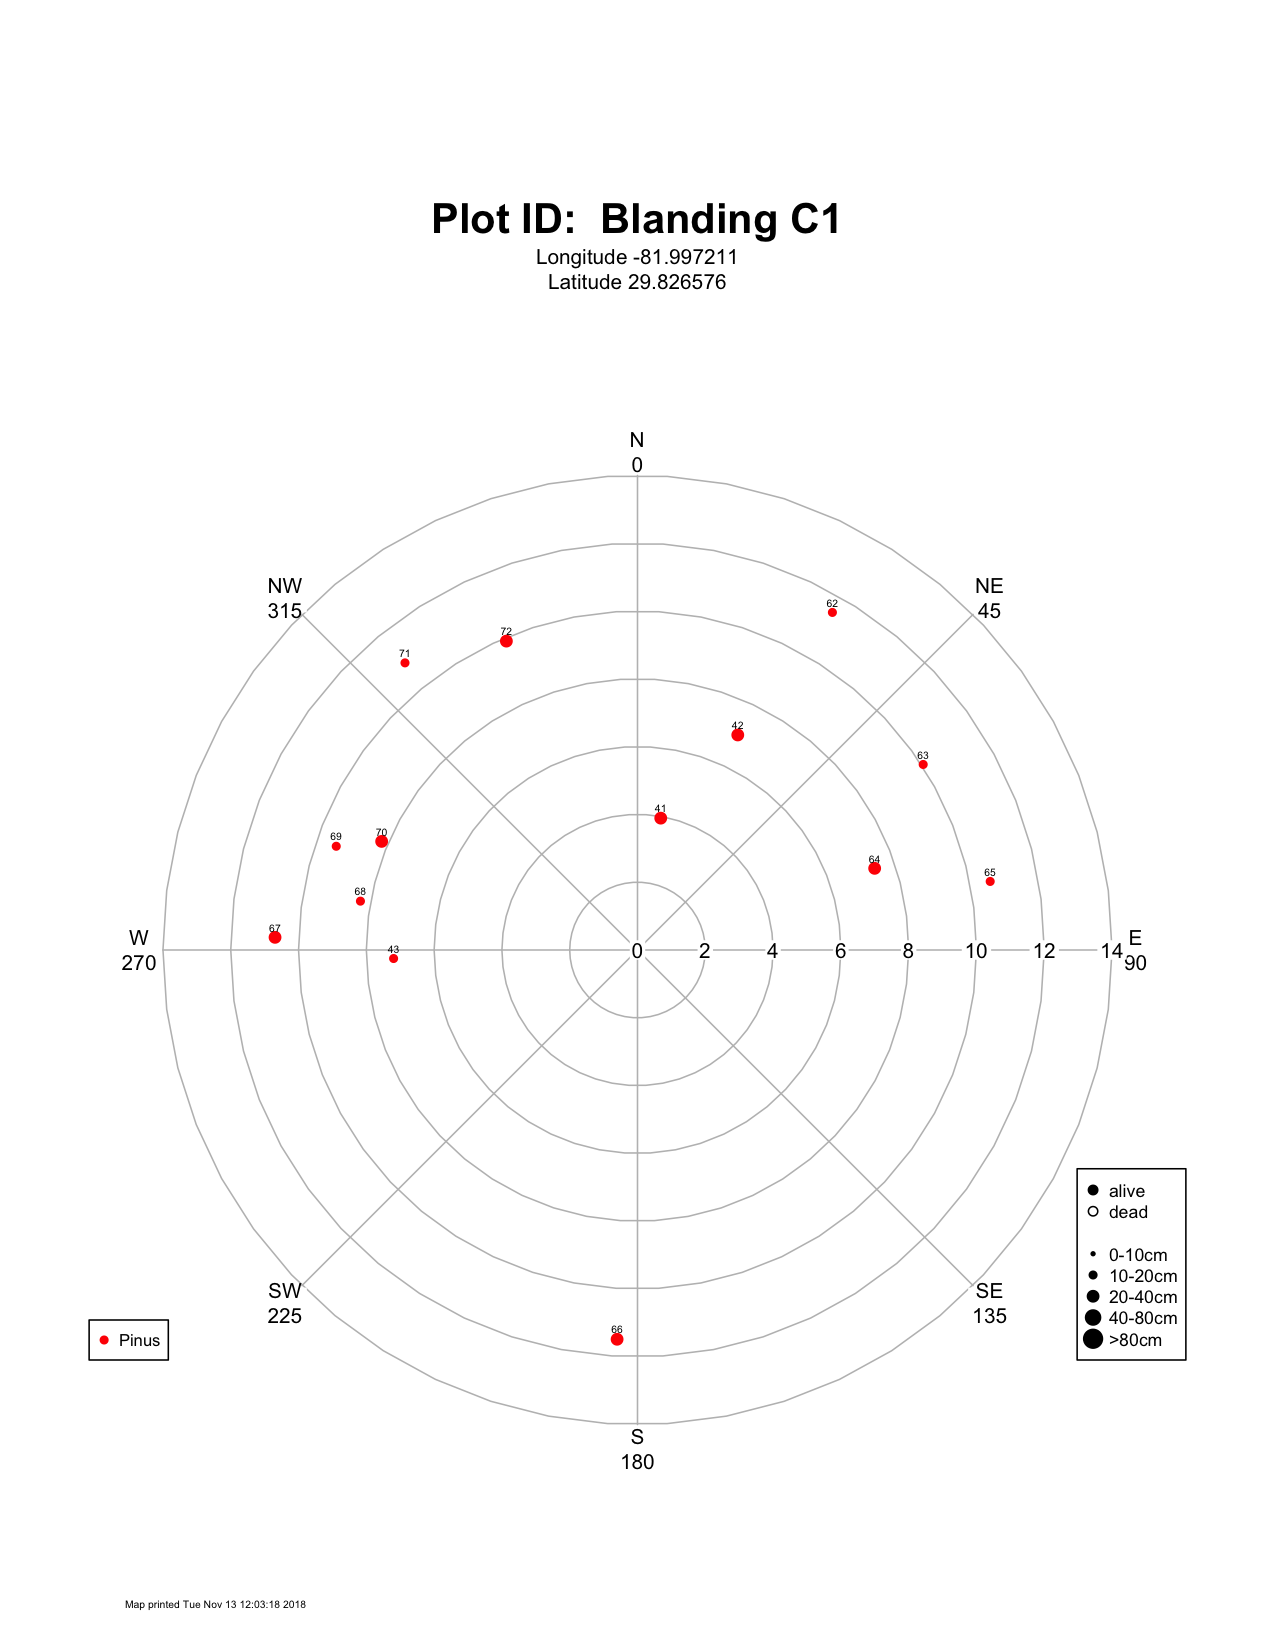 Plot ID:  Blanding C1
Longitude -81.997211
Latitude 29.826576
N
0
NW
315
NE
45
62
72
71
42
63
41
69
70
64
65
68
67
43
W
270
0 2 4 6 8 10 12 14
E
90
alive
dead
0-10cm
10-20cm
20-40cm
40-80cm
>80cm
SW
225
SE
135
66
Pinus
S
180
Map printed Tue Nov 13 12:03:18 2018